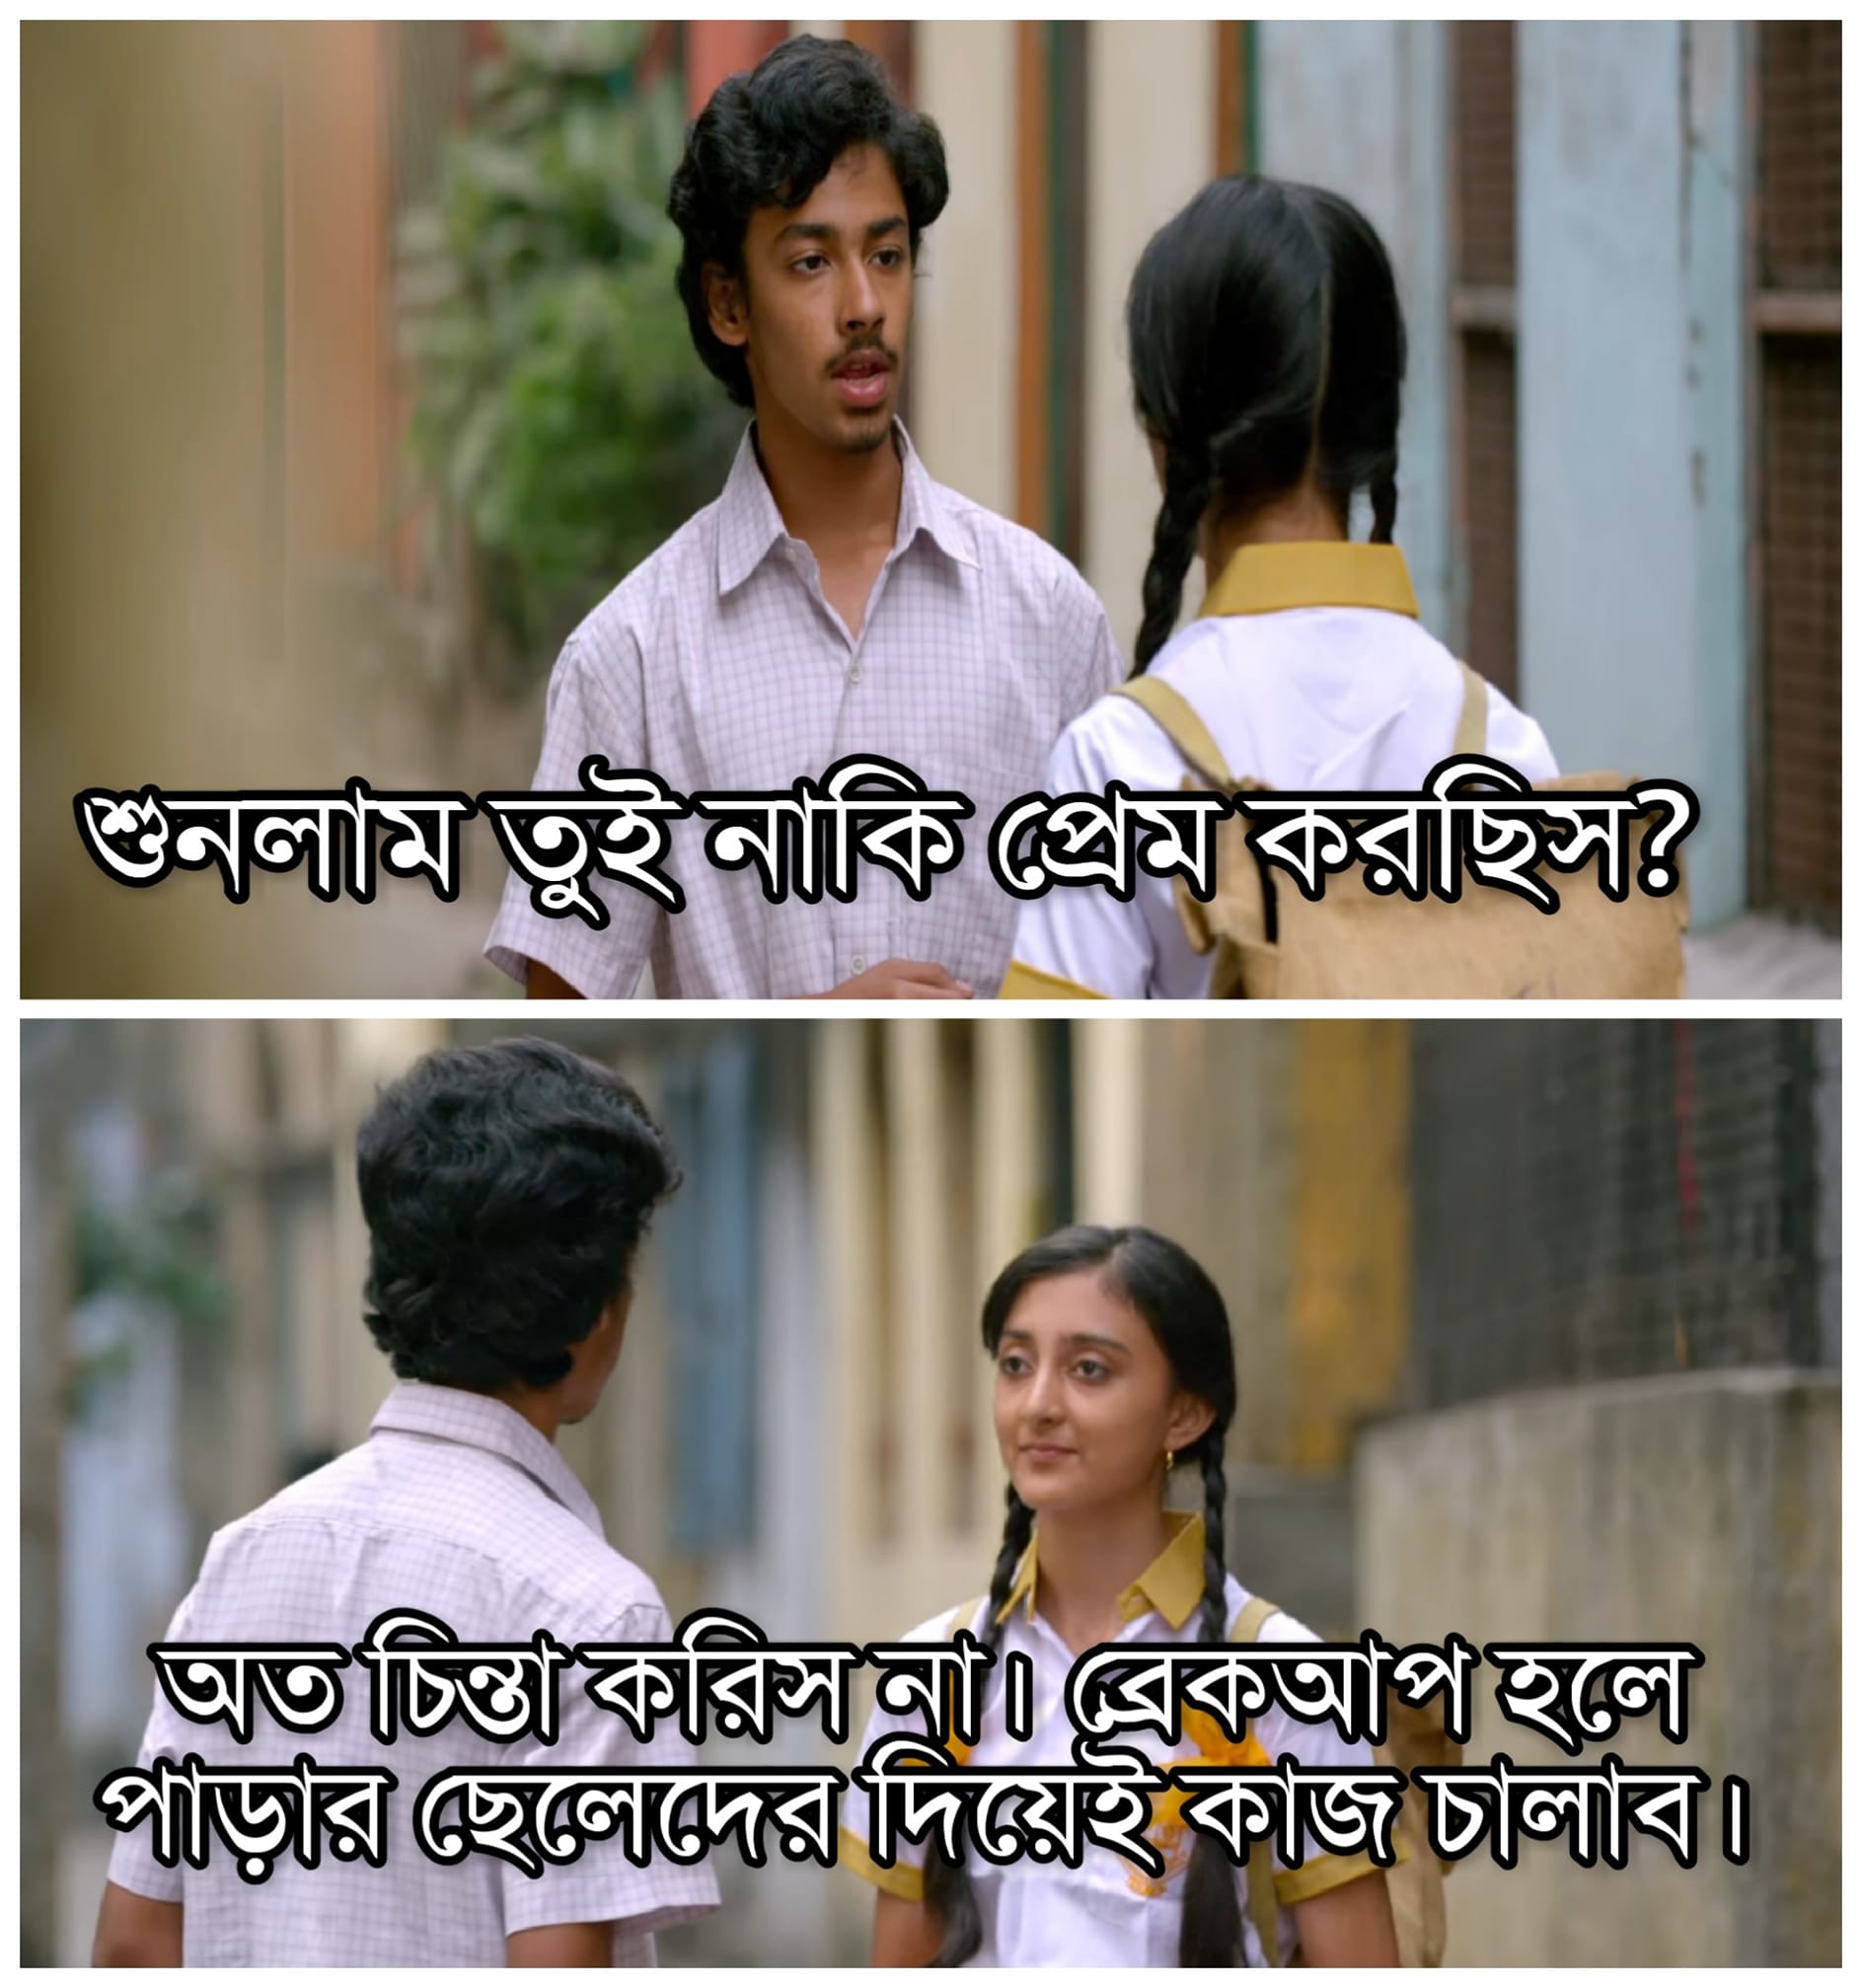 শুনলাম তুই নাকি প্রেম করছিস?
অত চিন্তা করিস না। ব্রেকআপ হলে
পাড়ার ছেলেদের দিয়েই কাজ চালাব।